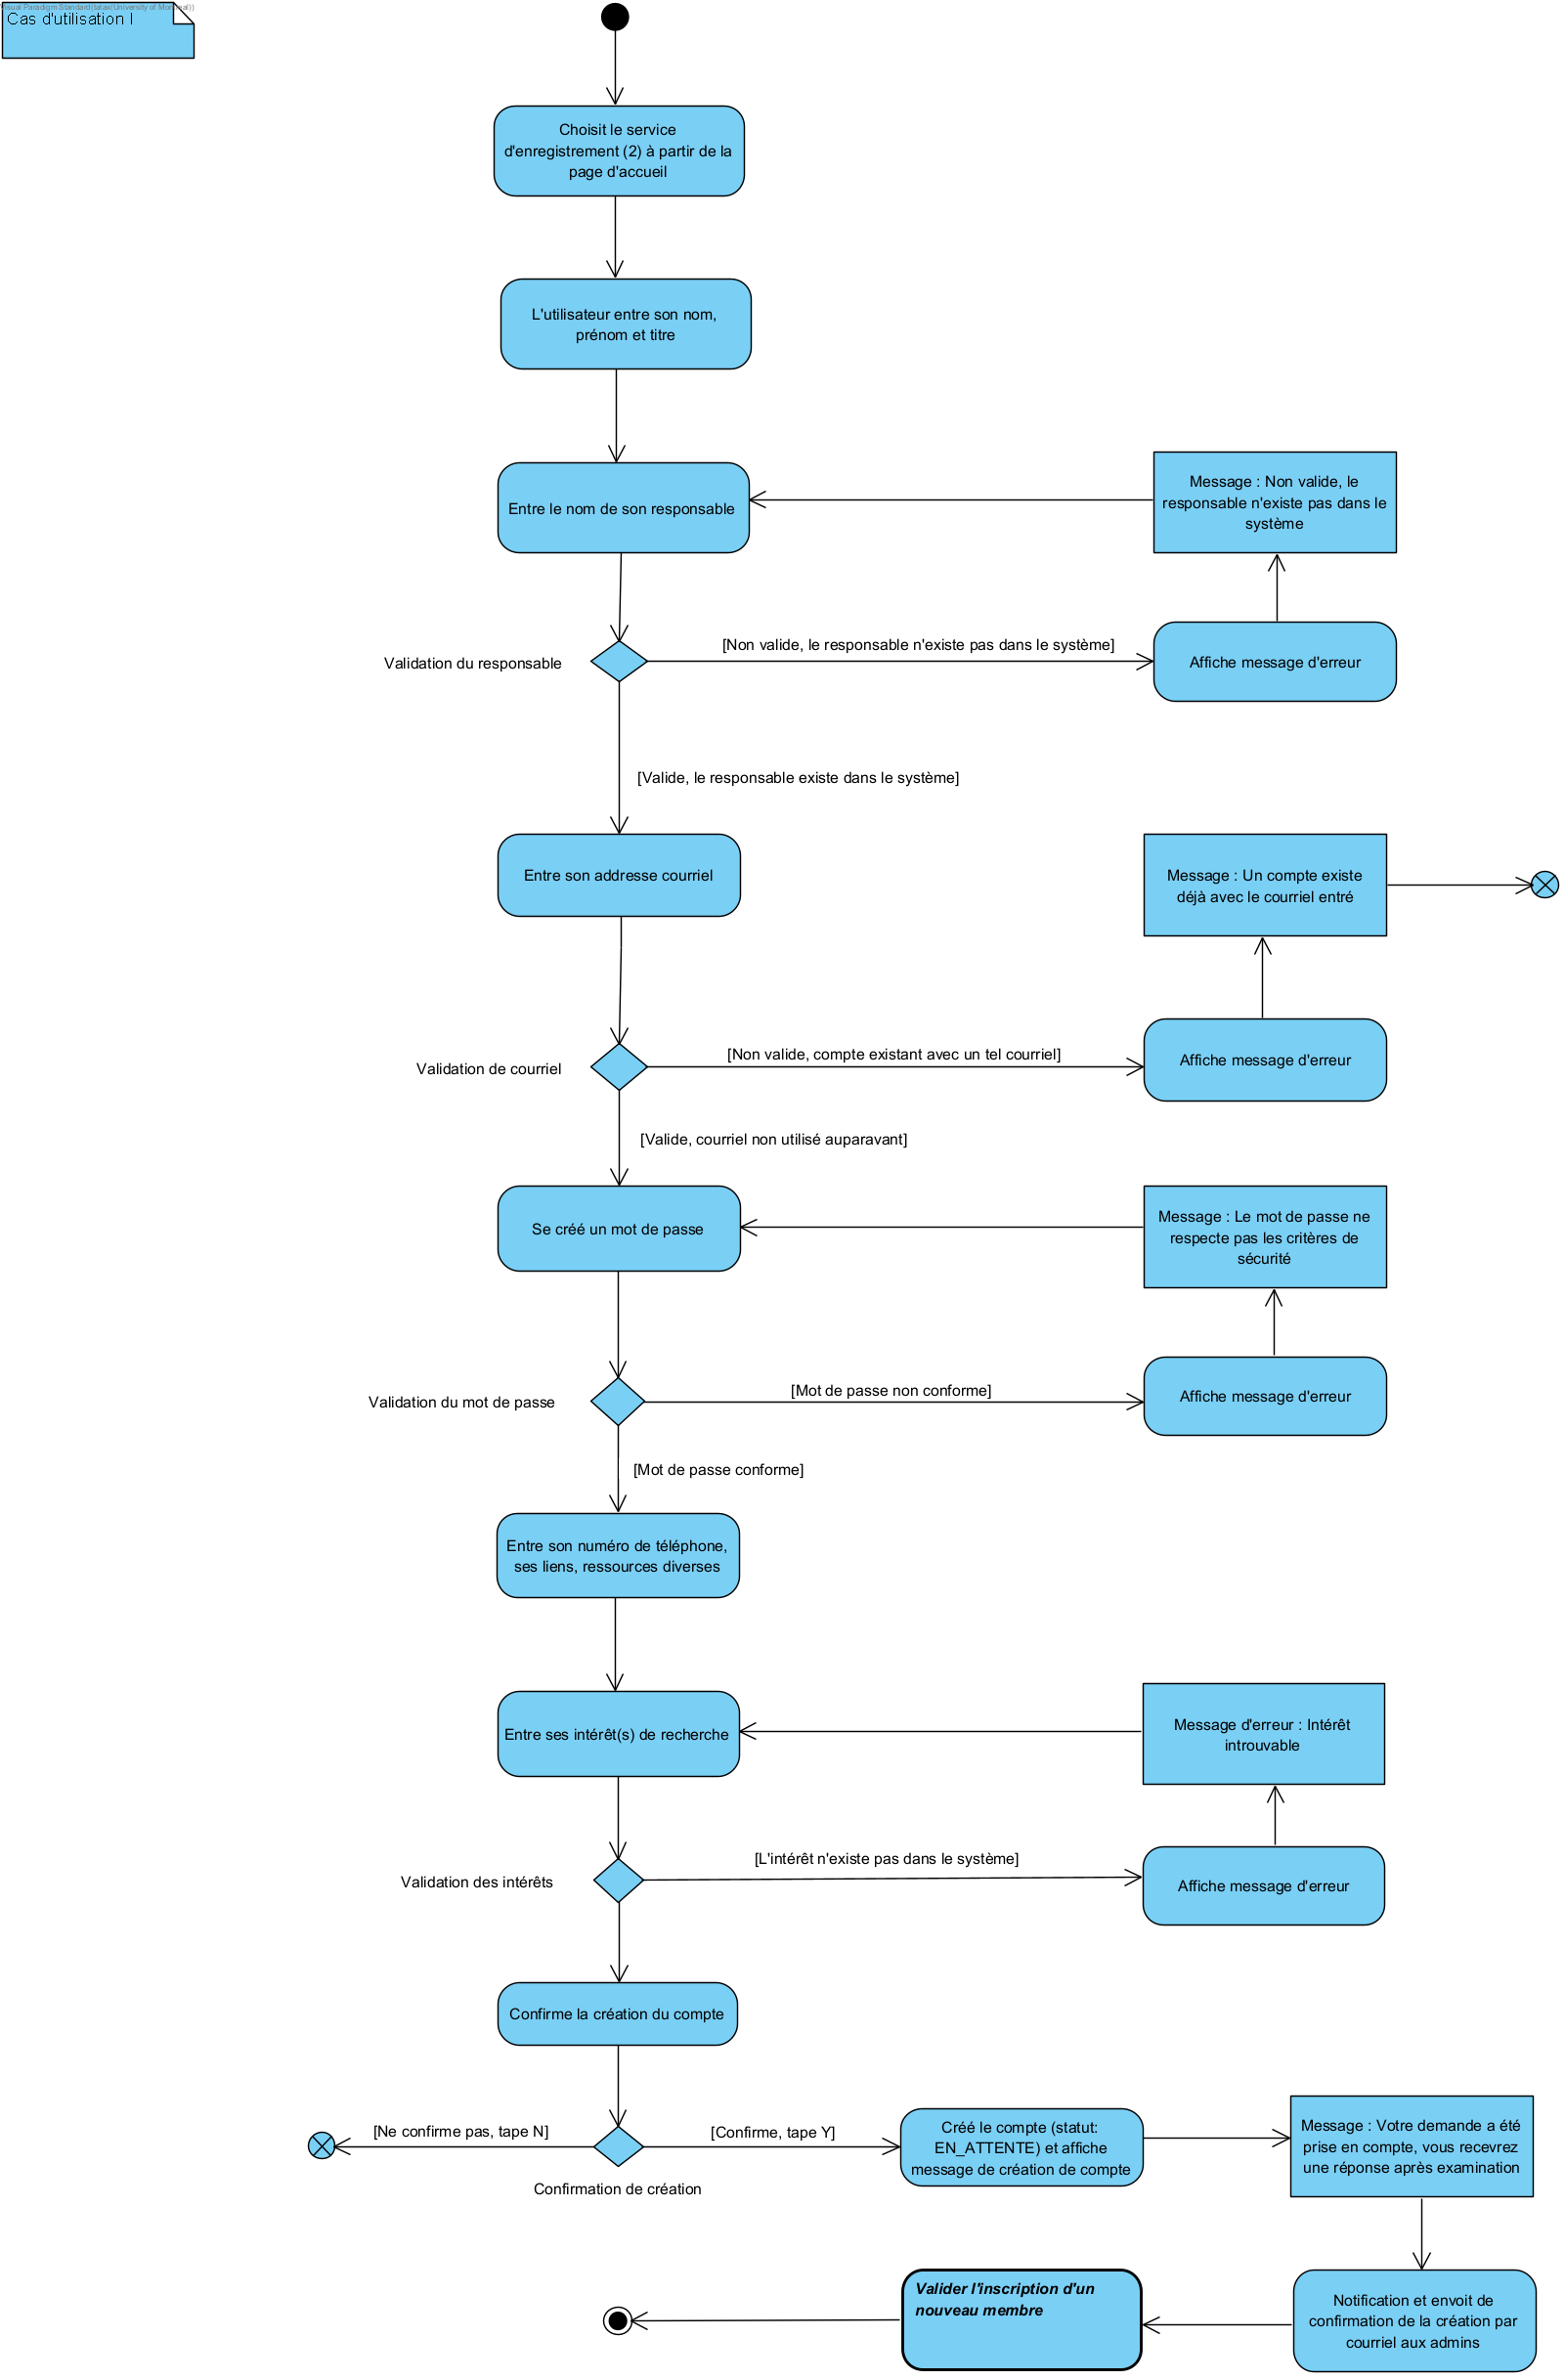 Visual Paradigm Standard(tatax(University of Montreal))
Cas d'utilisation I
Choisit le service
d'enregistrement (2) à partir de la
page d'accueil
L'utilisateur entre son nom,
prénom et titre
Entre le nom de son responsable
Message : Non valide, le
responsable n'existe pas dans le
système
Validation du responsable
[Non valide, le responsable n'existe pas dans le système]
Affiche message d'erreur
[Valide, le responsable existe dans le système]
Entre son addresse courriel
Message : Un compte existe
déjà avec le courriel entré
Validation de courriel
[Non valide, compte existant avec un tel courriel]
Affiche message d'erreur
[Valide, courriel non utilisé auparavant]
Se créé un mot de passe
Message : Le mot de passe ne
respecte pas les critères de
sécurité
Validation du mot de passe
[Mot de passe non conforme]
Affiche message d'erreur
[Mot de passe conforme]
Entre son numéro de téléphone,
ses liens, ressources diverses
Entre ses intérêt(s) de recherche
Message d'erreur : Intérêt
introuvable
Validation des intérêts
[L'intérêt n'existe pas dans le système]
Affiche message d'erreur
Confirme la création du compte
[Ne confirme pas, tape N]
[Confirme, tape Y]
Confirmation de création
Créé le compte (statut:
EN_ATTENTE) et affiche
message de création de compte
Message : Votre demande a été
prise en compte, vous recevrez
une réponse après examination
Valider l'inscription d'un
nouveau membre
Notification et envoit de
confirmation de la création par
courriel aux admins